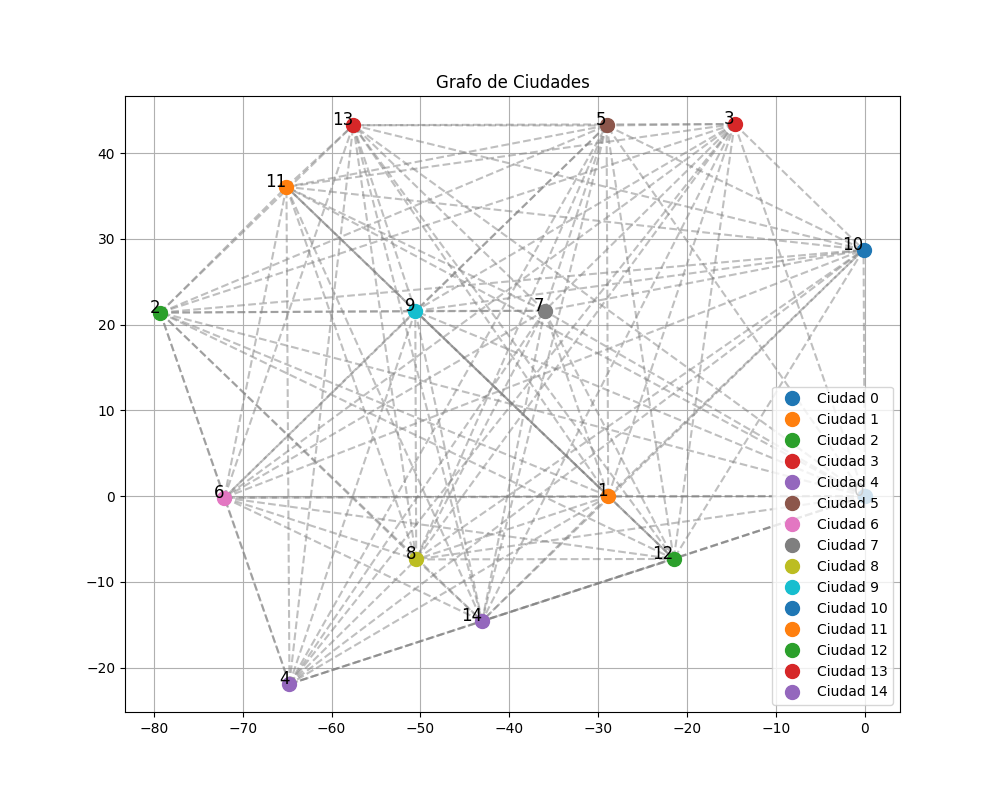 Grafo de Ciudades
13
5
3
11
10
2
9
7
6
1
8
12
14
4
40
30
20
10
0
−10
−20
−80
−70
−60
−50
−40
−30
−20
−10
0
Ciudad 0
Ciudad 1
Ciudad 2
Ciudad 3
Ciudad 4
Ciudad 5
Ciudad 6
Ciudad 7
Ciudad 8
Ciudad 9
Ciudad 10
Ciudad 11
Ciudad 12
Ciudad 13
Ciudad 14